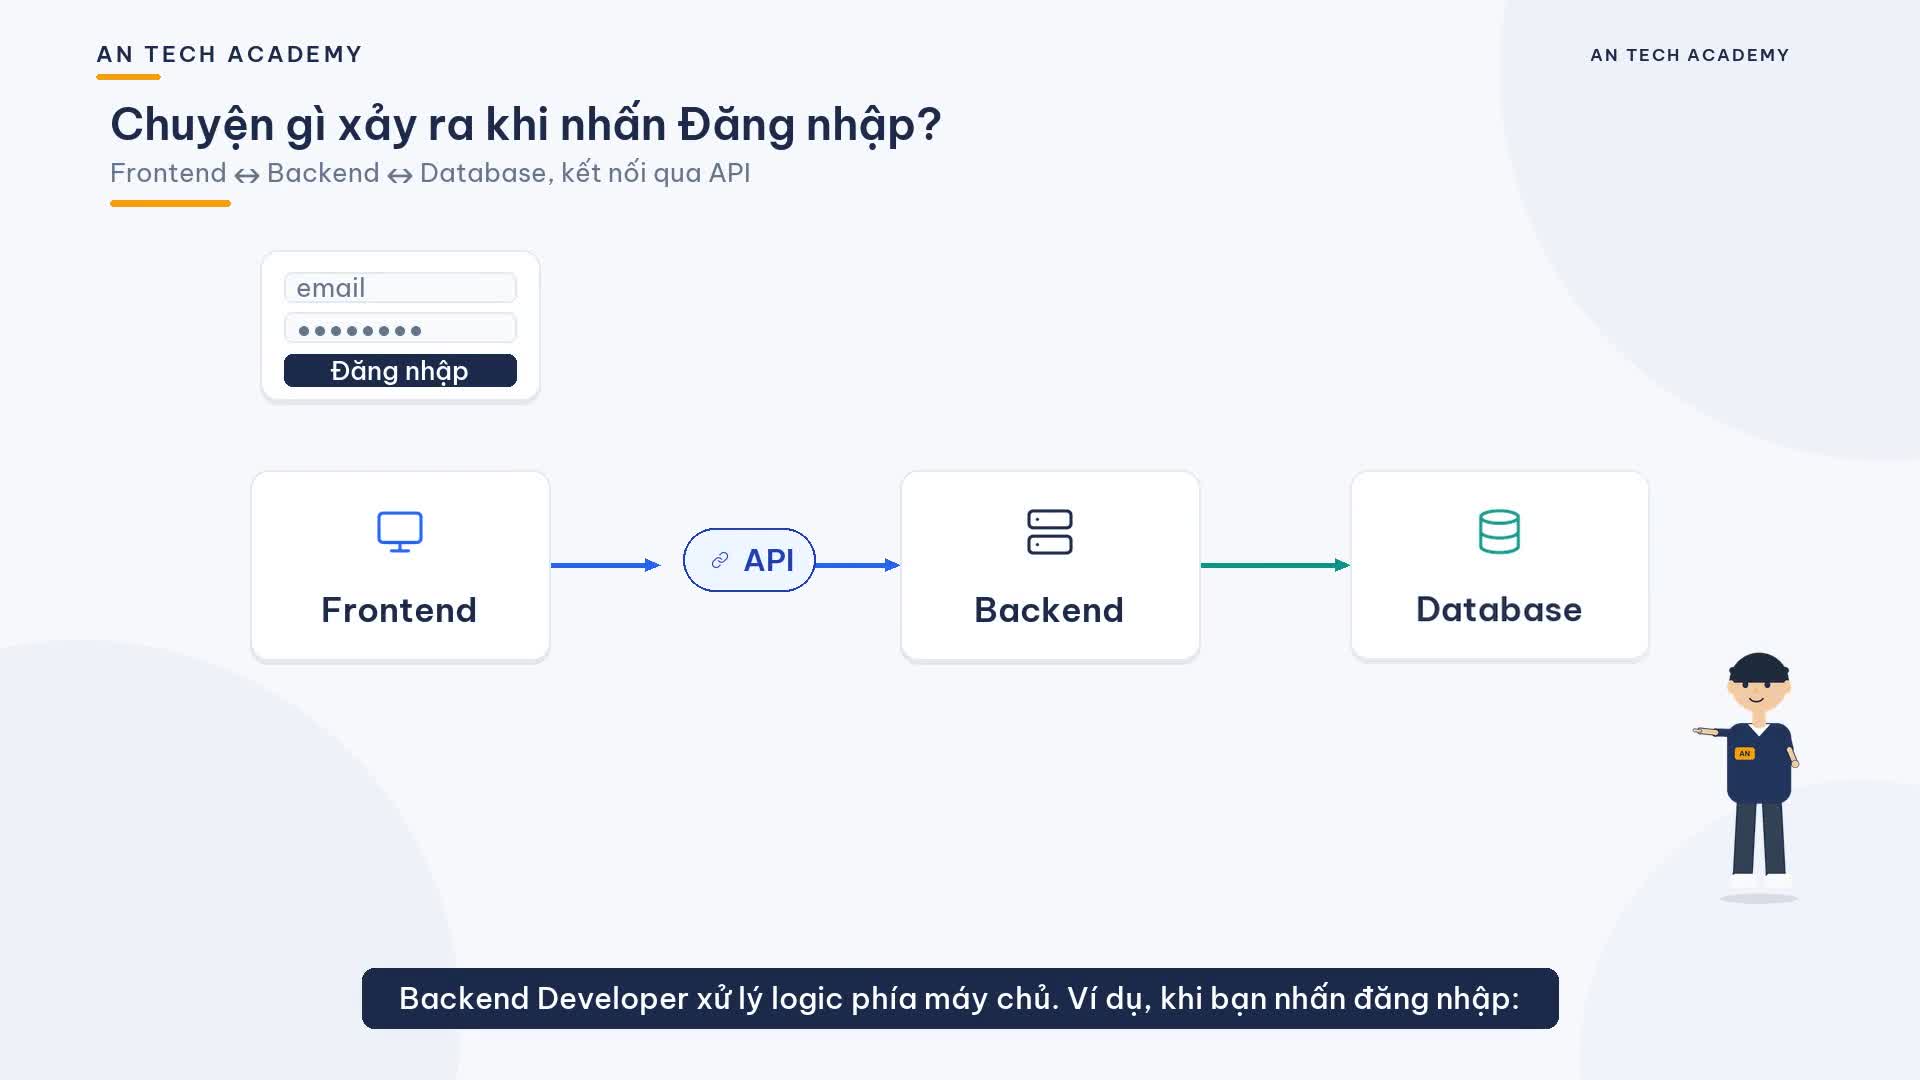 AN TECH ACADEMY
AN TECH ACADEMY
Chuyện gì xảy ra khi nhấn Đăng nhập?
Frontend ↔ Backend ↔ Database, kết nối qua API
email
••••••••
Đăng nhập
Frontend
API
Backend
Database
AN
Backend Developer xử lý logic phía máy chủ. Ví dụ, khi bạn nhấn đăng nhập: